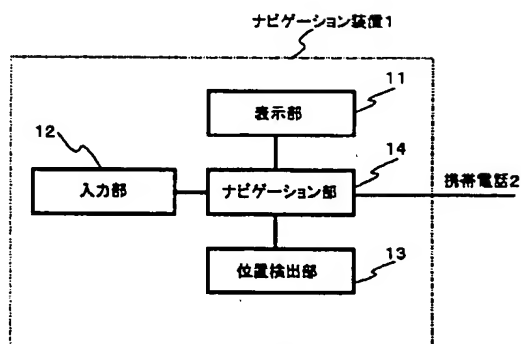 ナビゲーション装置1
11
表示部
12
14
入力部
ナビゲーション部
携帯電話2
位置検出部
13